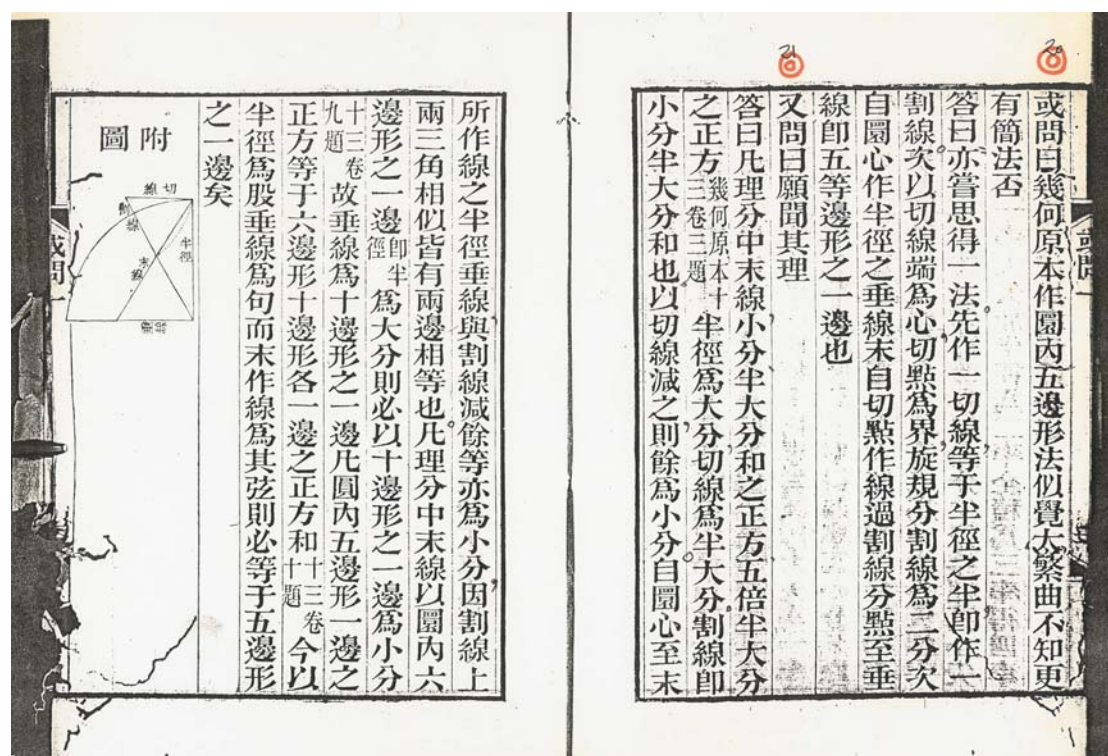 20
或問曰幾何原本作圜內五邊形法似覺太繁曲不知更
有簡法否
答曰亦嘗思得一法先作一切線等于半徑之半卽作一
割線次以切線端爲心切點爲界旋規分割線爲二分次
自圜心作半徑之垂線末自切點作線過割線分點至垂
線卽五等邊形之一邊也
21
又問曰願聞其理
答曰凡理分中末線小分半大分和之正方五倍半大分
之正方幾何原本十三卷三題半徑爲大分切線爲半大分割線卽
小分半大分和也以切線減之則餘爲小分自圜心至末
或問一
所作線之半徑垂線與割線減餘等亦爲小分因割線上
兩三角相似皆有兩邊相等也凡理分中末線以圜內六
邊形之一邊卽半徑爲大分則必以十邊形之一邊爲小分
十三卷九題故垂線爲十邊形之一邊凡圓內五邊形一邊之
正方等于六邊形十邊形各一邊之正方和十三卷十題今以
半徑爲股垂線爲句而末作線爲其弦則必等于五邊形
之一邊矣
附圖
切線
割線
半徑
末線
垂線
或問一